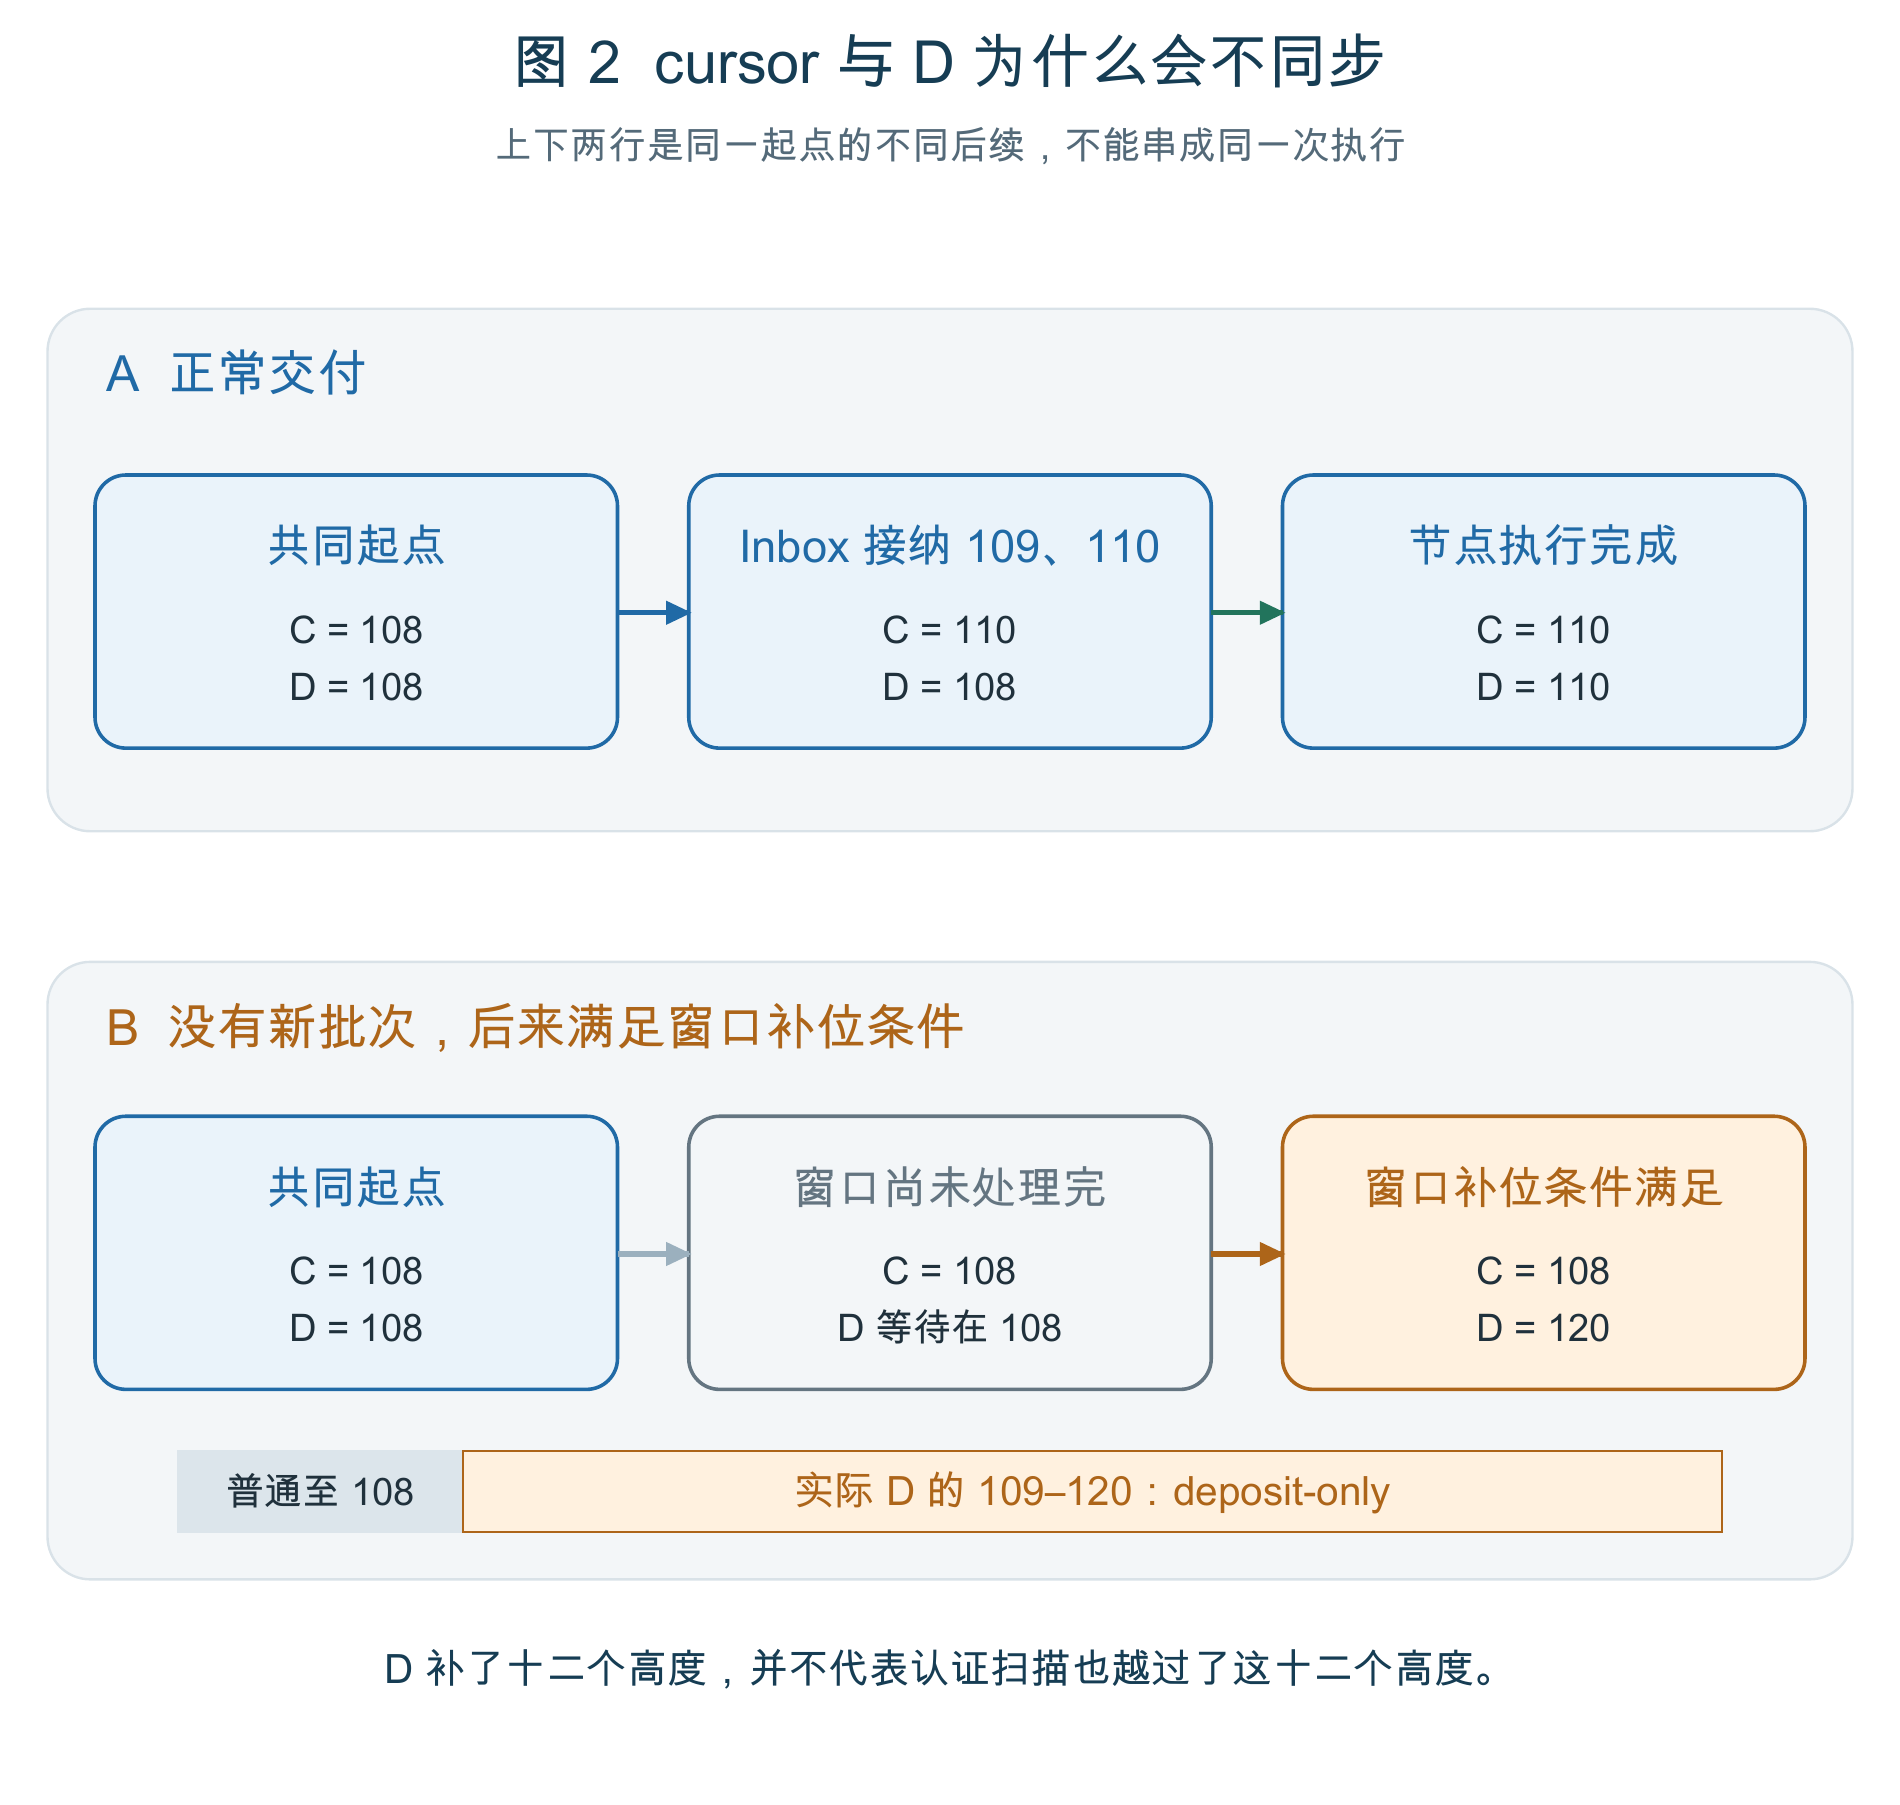 图 2 cursor 与 D 为什么会不同步
上下两行是同一起点的不同后续，不能串成同一次执行
A 正常交付
共同起点
C = 108
D = 108
Inbox 接纳 109、110
C = 110
D = 108
节点执行完成
C = 110
D = 110
B 没有新批次，后来满足窗口补位条件
共同起点
C = 108
D = 108
窗口尚未处理完
C = 108
D 等待在 108
窗口补位条件满足
C = 108
D = 120
普通至 108
实际 D 的 109–120：deposit-only
D 补了十二个高度，并不代表认证扫描也越过了这十二个高度。